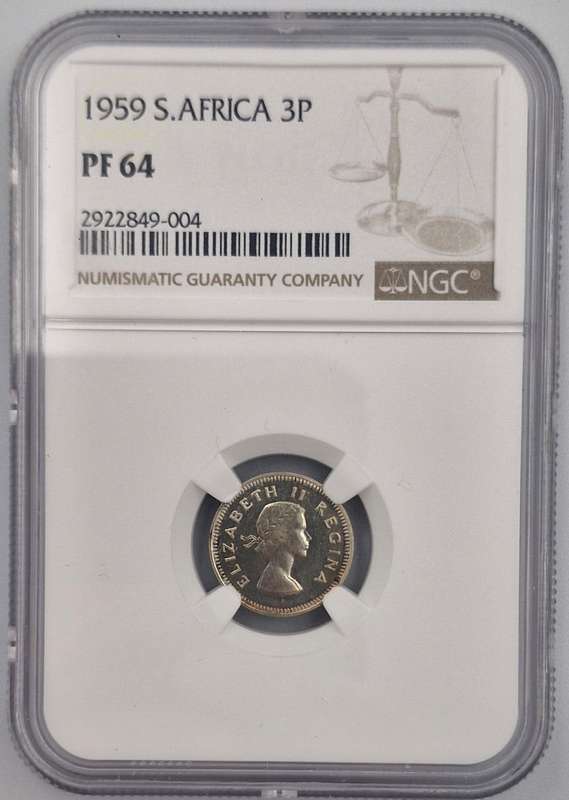 1959 S.AFRICA 3P
PF 64
2922849-004
NUMISMATIC GUARANTY COMPANY
NGC®
ELIZABETH II REGINA